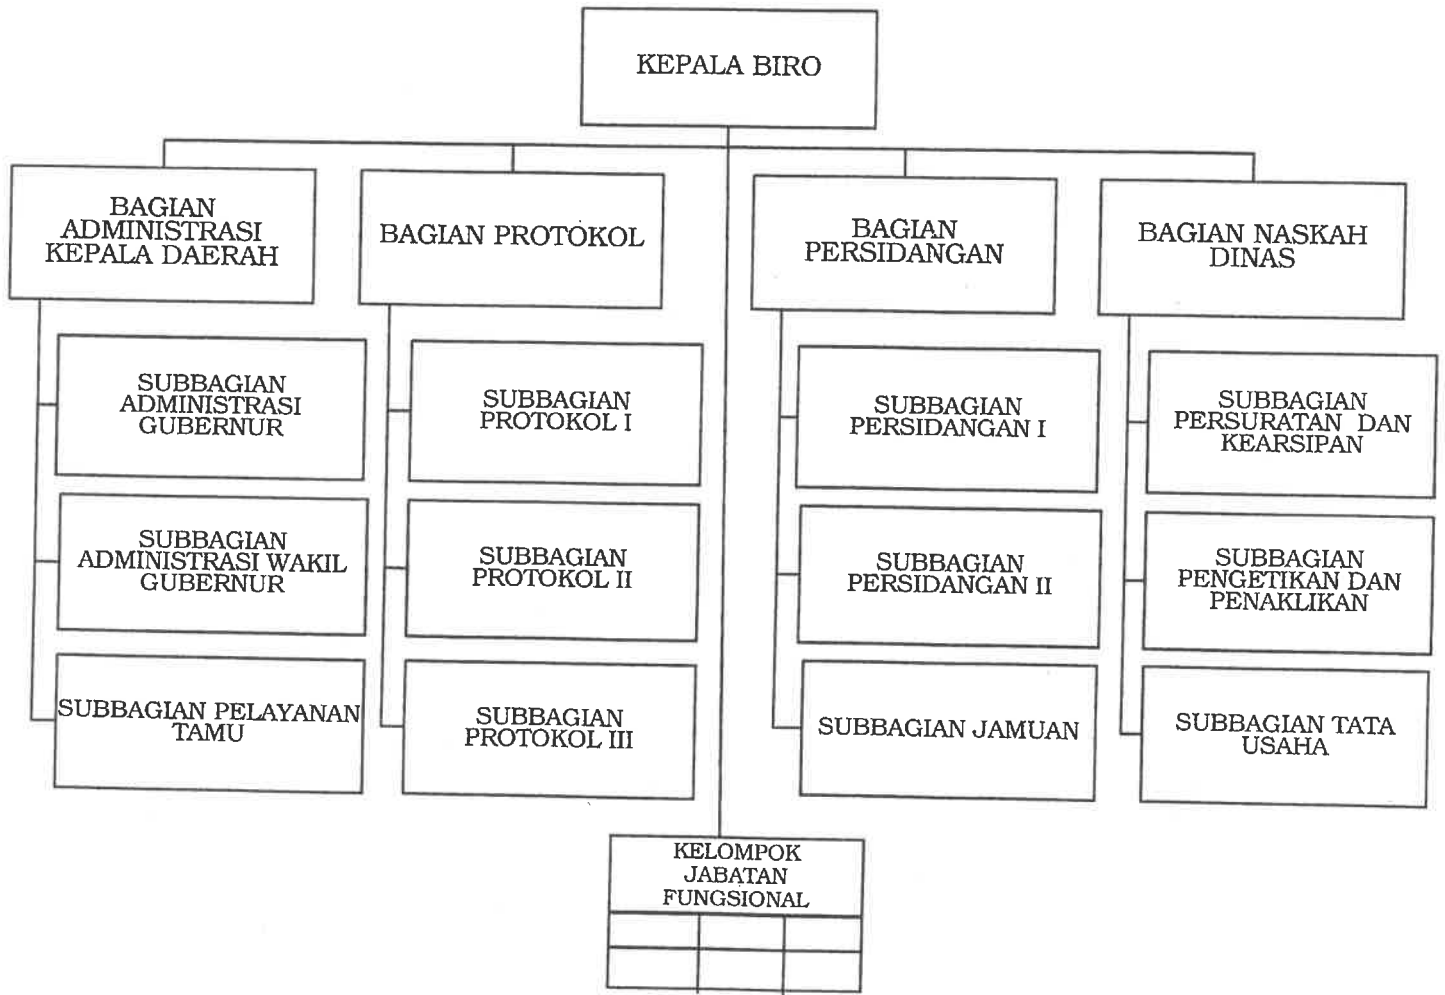 KEPALA BIRO
BAGIAN
ADMINISTRASI
KEPALA DAERAH
BAGIAN PROTOKOL
BAGIAN
PERSIDANGAN
BAGIAN NASKAH
DINAS
SUBBAGIAN
ADMINISTRASI
GUBERNUR
SUBBAGIAN
PROTOKOL I
SUBBAGIAN
PERSIDANGAN I
SUBBAGIAN
PERSURATAN DAN
KEARSIPAN
SUBBAGIAN
ADMINISTRASI WAKIL
GUBERNUR
SUBBAGIAN
PROTOKOL II
SUBBAGIAN
PERSIDANGAN II
SUBBAGIAN
PENGETIKAN DAN
PENAKLIKAN
SUBBAGIAN PELAYANAN
TAMU
SUBBAGIAN
PROTOKOL III
SUBBAGIAN JAMUAN
SUBBAGIAN TATA
USAHA
KELOMPOK
JABATAN
FUNGSIONAL